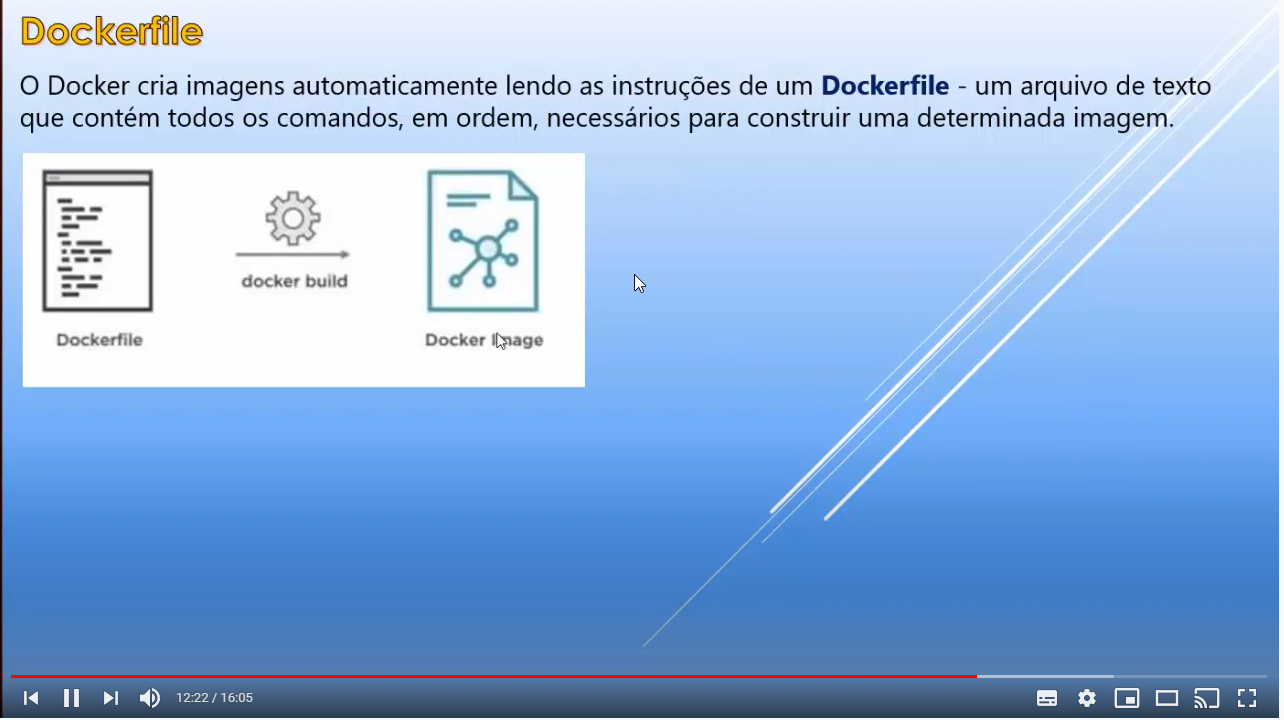 Dockerfile
O Docker cria imagens automaticamente lendo as instruções de um Dockerfile - um arquivo de texto
que contém todos os comandos, em ordem, necessários para construir uma determinada imagem.
docker build
Dockerfile
Docker Image
12:22 / 16:05